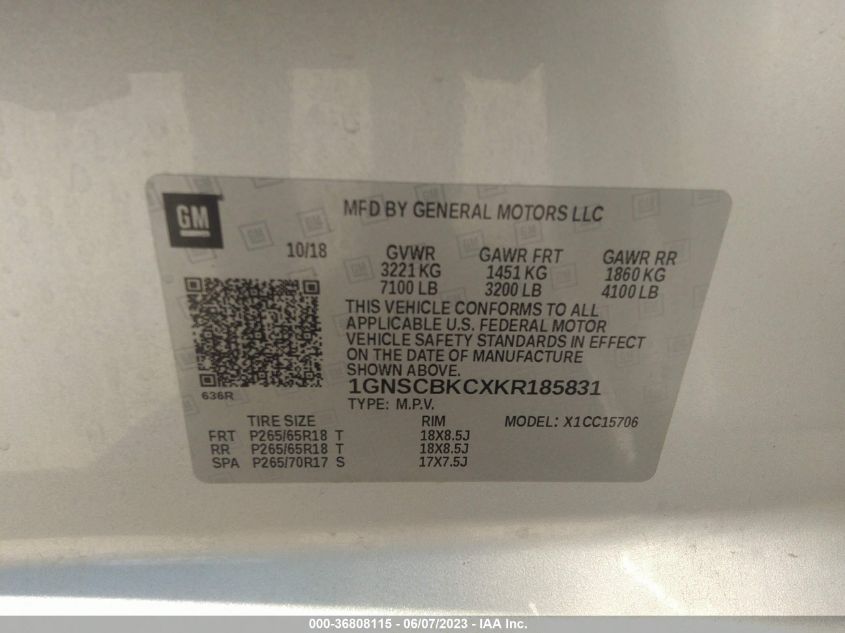 GM
MFD BY GENERAL MOTORS LLC
10/18
GVWR GAWR FRT GAWR RR
3221 KG 1451 KG 1860 KG
7100 LB 3200 LB 4100 LB
THIS VEHICLE CONFORMS TO ALL
APPLICABLE U.S. FEDERAL MOTOR
VEHICLE SAFETY STANDARDS IN EFFECT
ON THE DATE OF MANUFACTURE
SHOWN ABOVE.
1GNSCBKCXKR185831
636R
TYPE: M.P.V.
TIRE SIZE RIM MODEL: X1CC15706
FRT P265/65R18 T 18X8.5J
RR P265/65R18 T 18X8.5J
SPA P265/70R17 S 17X7.5J
000-36808115 - 06/07/2023 - IAA Inc.